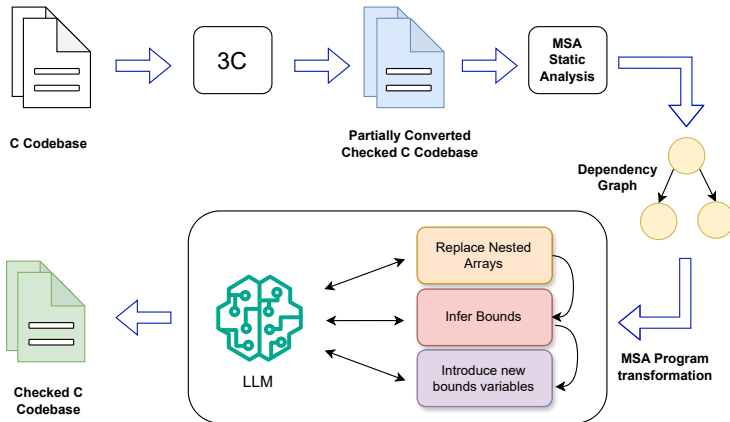 C Codebase
3C
Partially Converted
Checked C Codebase
MSA
Static
Analysis
Dependency
Graph
MSA Program
transformation
Replace Nested
Arrays
Infer Bounds
Introduce new
bounds variables
LLM
Checked C
Codebase